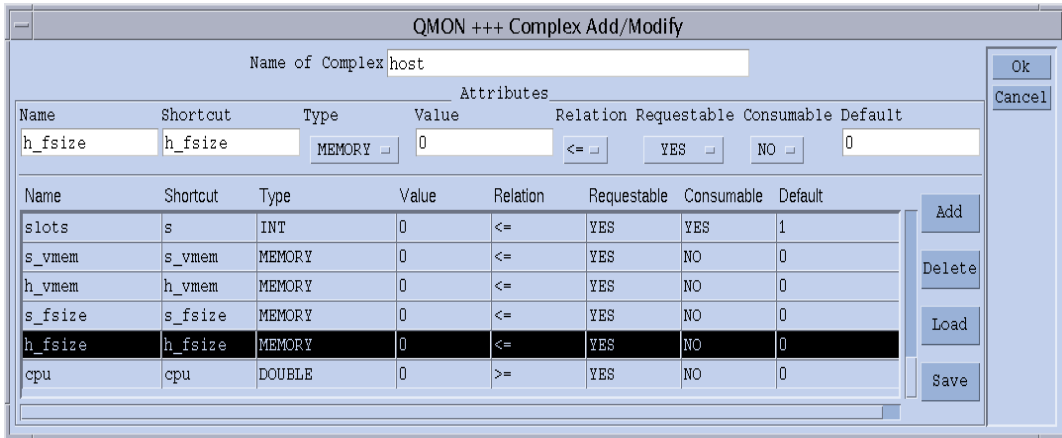 QMON +++ Complex Add/Modify
Name of Complex host
Ok
Cancel
Attributes
Name Shortcut Type Value Relation Requestable Consumable Default
h_fsize h_fsize MEMORY 0 <= YES NO 0
Name Shortcut Type Value Relation Requestable Consumable Default
Add
slots s INT 0 <= YES YES 1
s_vmem s_vmem MEMORY 0 <= YES NO 0
Delete
h_vmem h_vmem MEMORY 0 <= YES NO 0
s_fsize s_fsize MEMORY 0 <= YES NO 0
Load
h_fsize h_fsize MEMORY 0 <= YES NO 0
cpu cpu DOUBLE 0 >= YES NO 0
Save